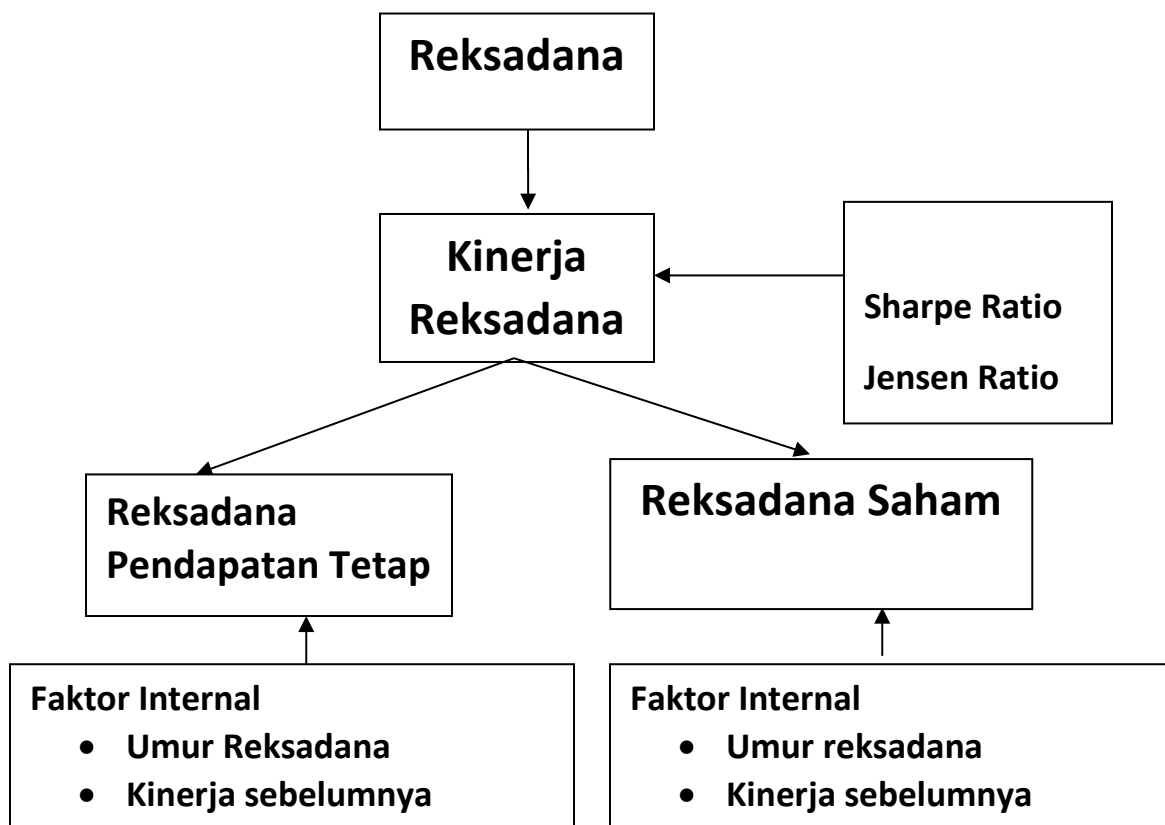 Reksadana
Kinerja
Reksadana
Sharpe Ratio
Jensen Ratio
Reksadana
Pendapatan Tetap
Reksadana Saham
Faktor Internal
• Umur Reksadana
• Kinerja sebelumnya
Faktor Internal
• Umur reksadana
• Kinerja sebelumnya